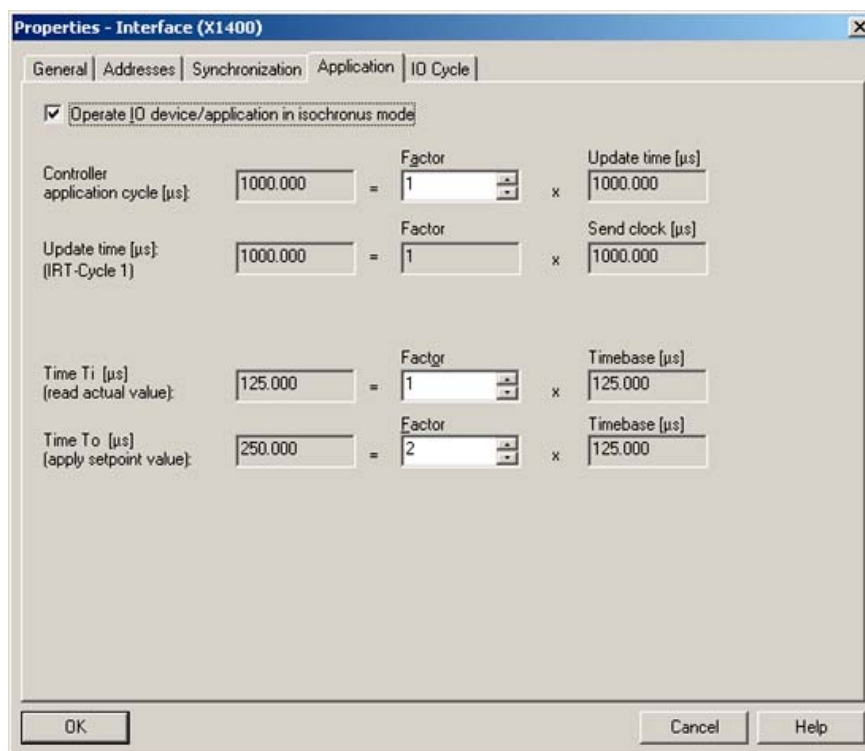 Properties - Interface (X1400)
General Addresses Synchronization Application IO Cycle
Operate IO device/application in isochronus mode
Factor Update time [µs]
Controller
application cycle [µs]: 1000.000 = 1 x 1000.000
Factor Send clock [µs]
Update time [µs]: 1000.000 = 1 x 1000.000
(IRT-Cycle 1)
Factor Timebase [µs]
Time Ti [µs]
(read actual value): 125.000 = 1 x 125.000
Factor Timebase [µs]
Time To [µs]
(apply setpoint value): 250.000 = 2 x 125.000
OK Cancel Help